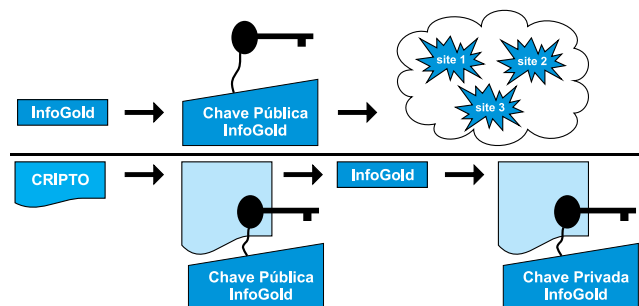 InfoGold
Chave Pública
InfoGold
site 1
site 2
site 3
CRIPTO
Chave Pública
InfoGold
InfoGold
Chave Privada
InfoGold